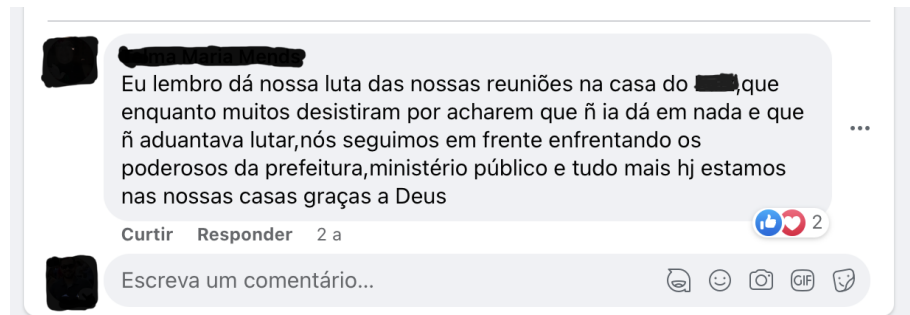 Eu lembro dá nossa luta das nossas reuniões na casa do ,que
enquanto muitos desistiram por acharem que ñ ia dá em nada e que
ñ aduantava lutar,nós seguimos em frente enfrentando os
poderosos da prefeitura,ministério público e tudo mais hj estamos
nas nossas casas graças a Deus
2
Curtir Responder 2 a
Escreva um comentário...
GIF